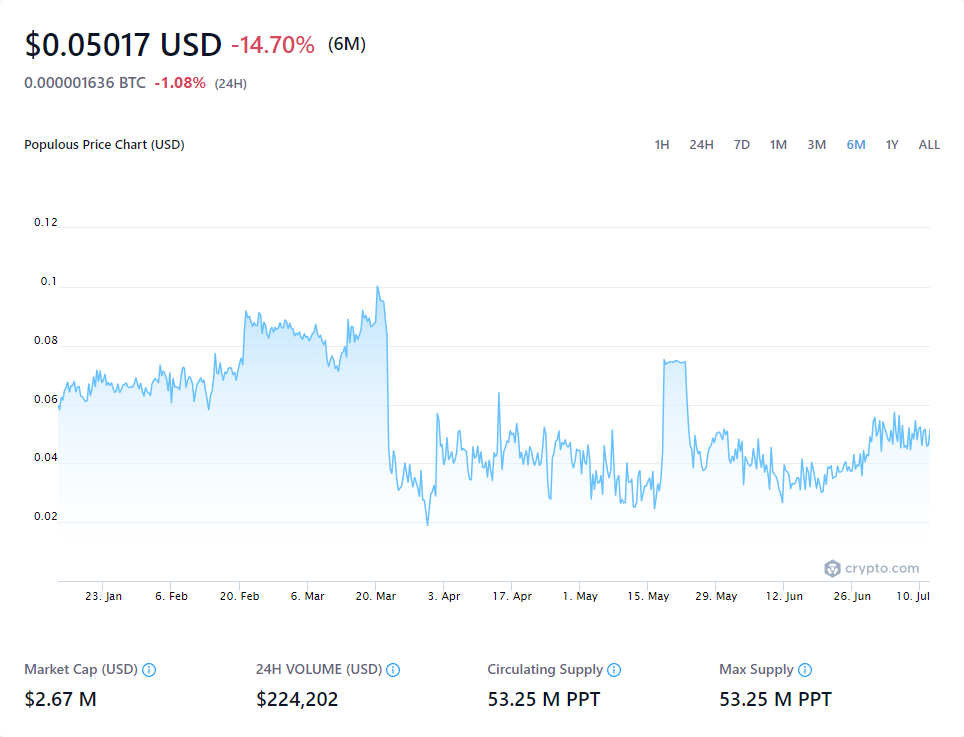 $0.05017 USD -14.70% (6M)
0.000001636 BTC -1.08% (24H)
Populous Price Chart (USD) 1H 24H 7D 1M 3M 6M 1Y ALL
0.12
0.1
0.08
0.06
0.04
0.02
crypto.com
23. Jan 6. Feb 20. Feb 6. Mar 20. Mar 3. Apr 17. Apr 1. May 15. May 29. May 12. Jun 26. Jun 10. Jul
Market Cap (USD) 24H VOLUME (USD) Circulating Supply Max Supply
$2.67 M $224,202 53.25 M PPT 53.25 M PPT